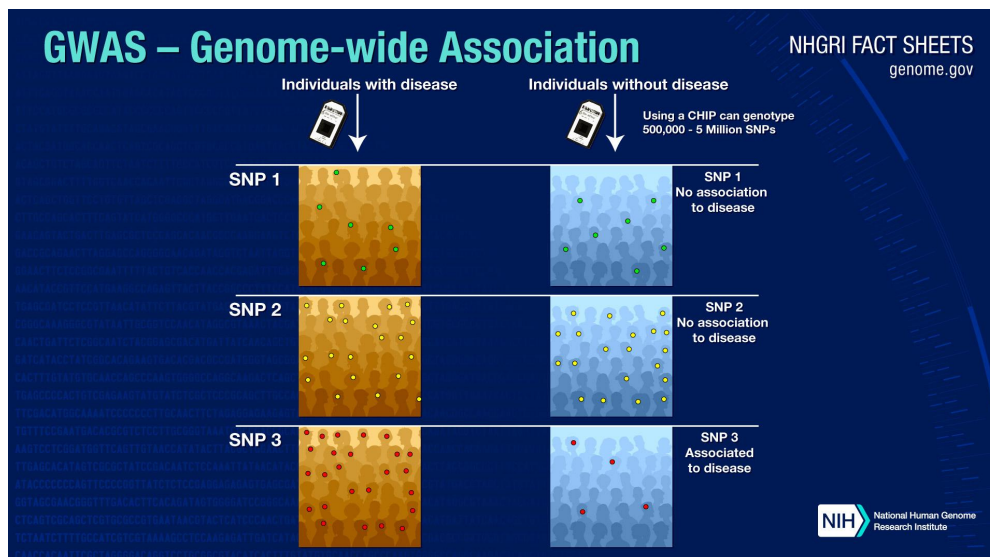 GWAS – Genome-wide Association
NHGRI FACT SHEETS
genome.gov
Individuals with disease
Individuals without disease
Using a CHIP can genotype
500,000 - 5 Million SNPs
SNP 1
SNP 1
No association
to disease
SNP 2
SNP 2
No association
to disease
SNP 3
SNP 3
Associated
to disease
NIH
National Human Genome
Research Institute